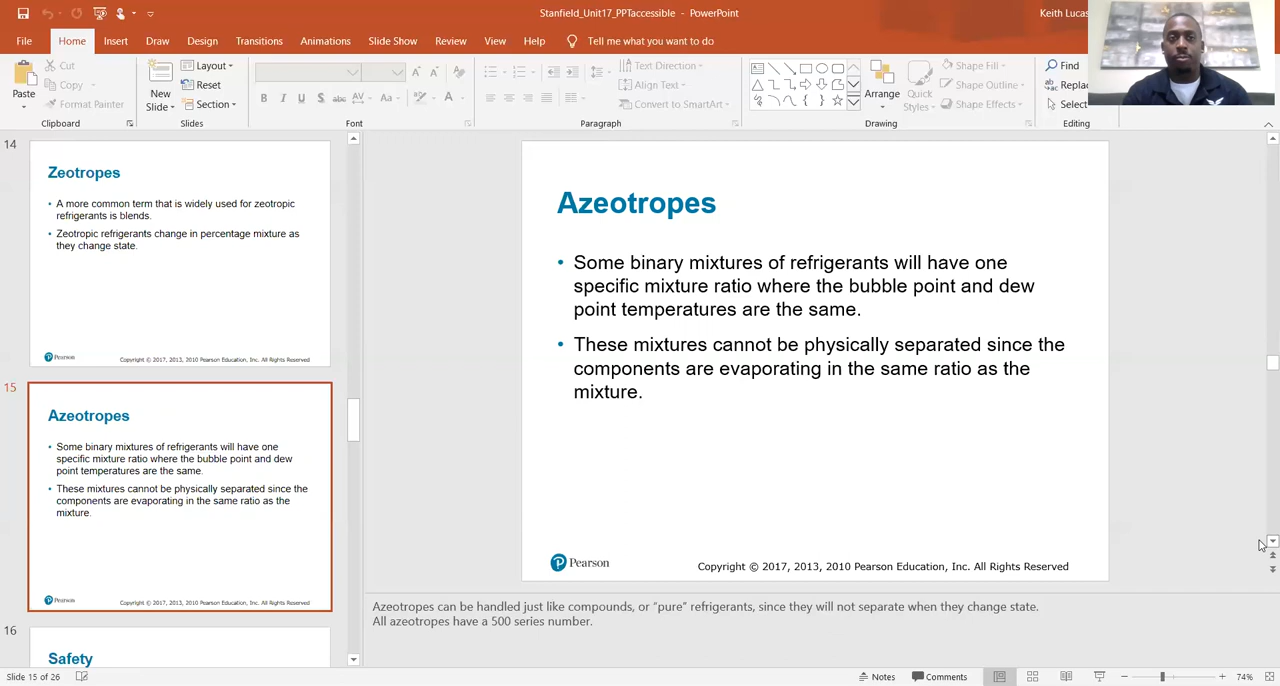 Stanfield_Unit17_PPTaccessible - PowerPoint
Keith Lucas
File Home Insert Draw Design Transitions Animations Slide Show Review View Help Tell me what you want to do
Paste
Cut
Copy
Format Painter
Clipboard
New
Slide
Layout
Reset
Section
Slides
B I U S abc AV Aa A
Font
Text Direction
Align Text
Convert to SmartArt
Paragraph
Arrange
Quick
Styles
Shape Fill
Shape Outline
Shape Effects
Drawing
Find
Replac
Select
Editing
14
Zeotropes
• A more common term that is widely used for zeotropic
refrigerants is blends.
• Zeotropic refrigerants change in percentage mixture as
they change state.
Pearson
Copyright © 2017, 2013, 2010 Pearson Education, Inc. All Rights Reserved
15
Azeotropes
• Some binary mixtures of refrigerants will have one
specific mixture ratio where the bubble point and dew
point temperatures are the same.
• These mixtures cannot be physically separated since the
components are evaporating in the same ratio as the
mixture.
Pearson
Copyright © 2017, 2013, 2010 Pearson Education, Inc. All Rights Reserved
16
Safety
Azeotropes
• Some binary mixtures of refrigerants will have one
specific mixture ratio where the bubble point and dew
point temperatures are the same.
• These mixtures cannot be physically separated since the
components are evaporating in the same ratio as the
mixture.
Pearson
Copyright © 2017, 2013, 2010 Pearson Education, Inc. All Rights Reserved
Azeotropes can be handled just like compounds, or “pure” refrigerants, since they will not separate when they change state.
All azeotropes have a 500 series number.
Slide 15 of 26
Notes
Comments
74%